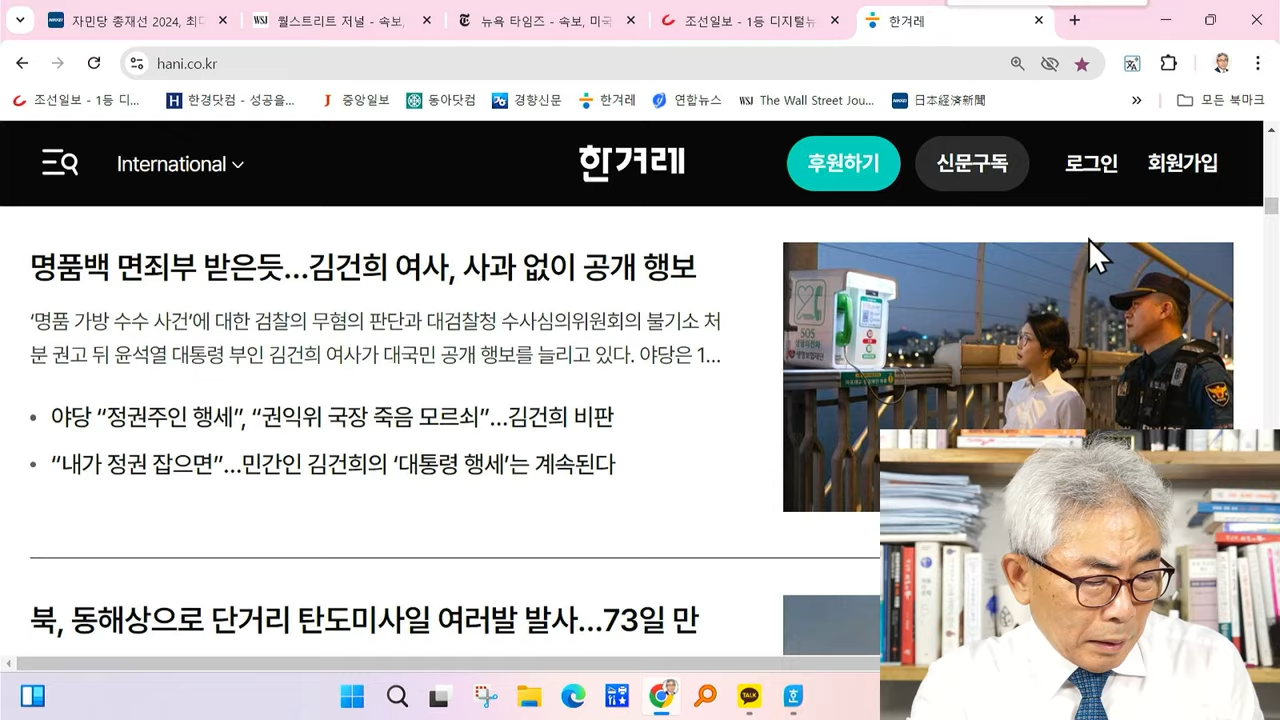 자민당 총재선 202
월스트리트 저널 - 속보,
뉴욕 타임즈 - 속보, 미국
조선일보 - 1등 디지털뉴
한겨레
hani.co.kr
조선일보 - 1등 디...
한경닷컴 - 성공을...
중앙일보
동아닷컴
경향신문
한겨레
연합뉴스
The Wall Street Jou...
日本経済新聞
모든 북마크
International
한겨레
후원하기
신문구독
로그인
회원가입
명품백 면죄부 받은듯...김건희 여사, 사과 없이 공개 행보
‘명품 가방 수수 사건’에 대한 검찰의 무혐의 판단과 대검찰청 수사심의위원회의 불기소 처
분 권고 뒤 윤석열 대통령 부인 김건희 여사가 대국민 공개 행보를 늘리고 있다. 야당은 1...
• 야당 “정권주인 행세”, “권익위 국장 죽음 모르쇠”...김건희 비판
• “내가 정권 잡으면”...민간인 김건희의 ‘대통령 행세’는 계속된다
SOS
북, 동해상으로 단거리 탄도미사일 여러발 발사...73일 만
TALK